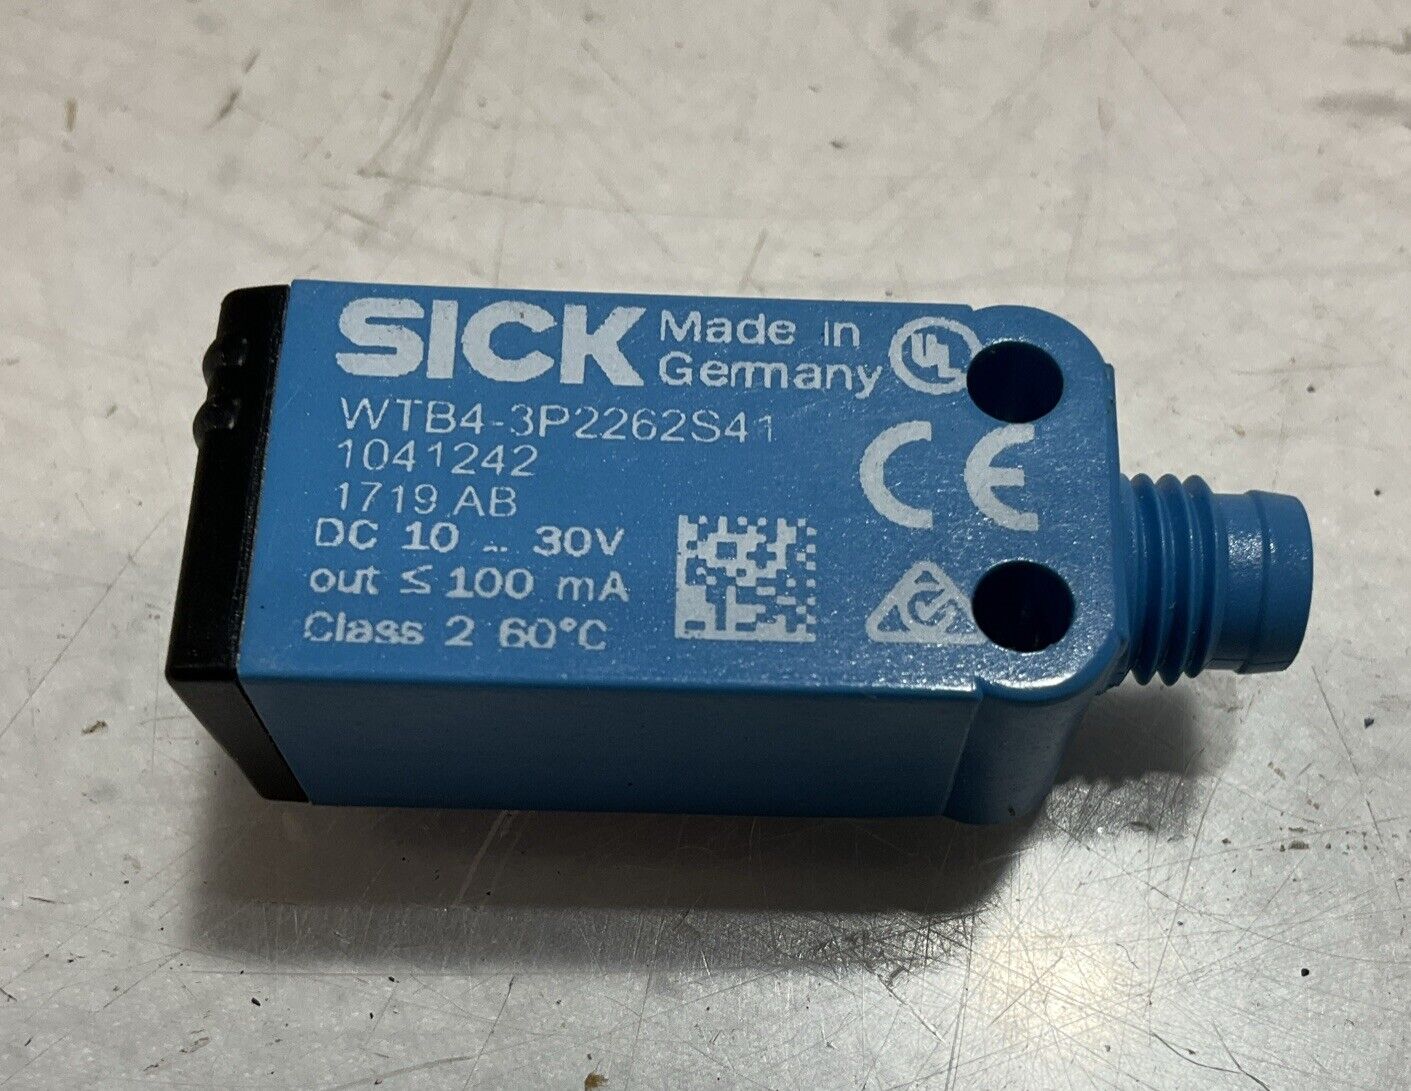 SICK Made in
Germany
WTB4-3P2262S41
1041242
1719 AB
DC 10 ... 30V
out ≤ 100 mA
Class 2 60°C
UL
CE